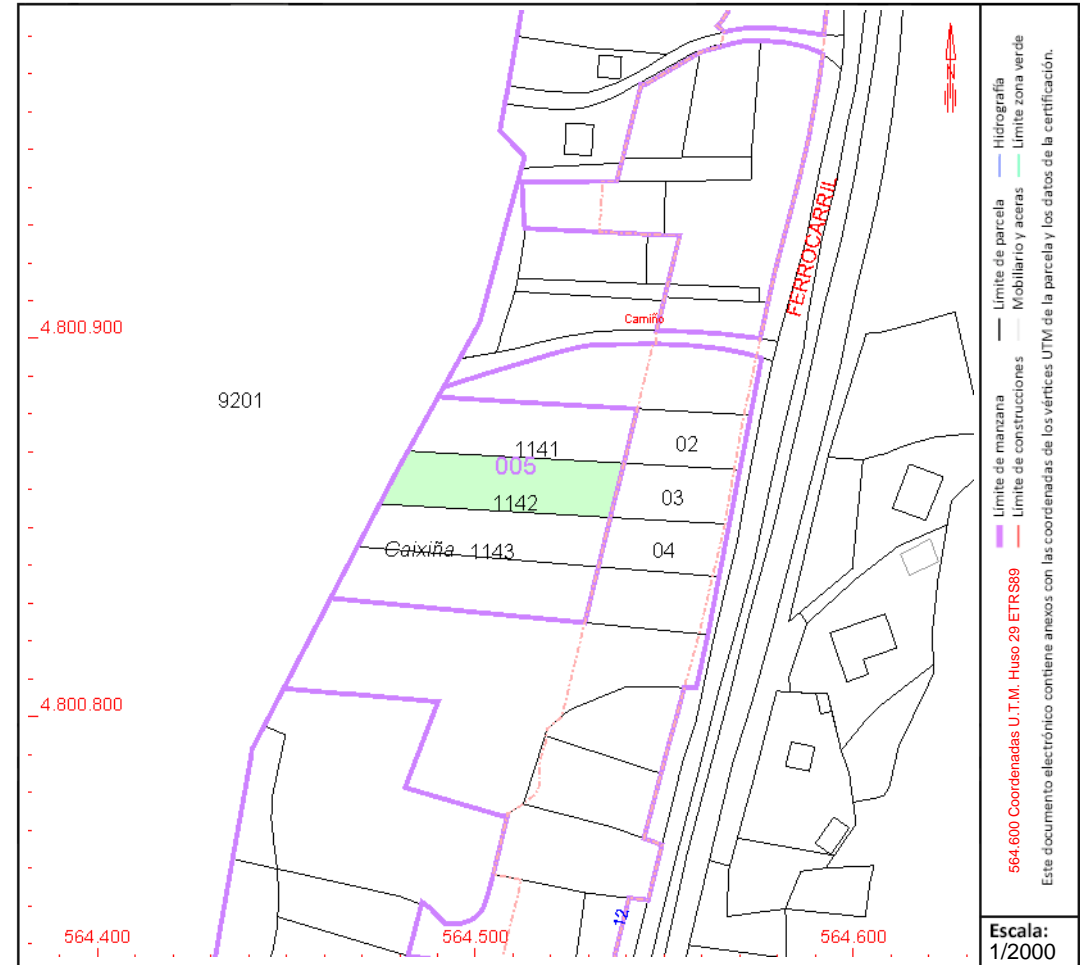 4.800.900
4.800.800
564.400
564.500
564.600
9201
Camiño
FERROCARRIL
1141
005
1142
Caixiña 1143
02
03
04
12
N
Hidrografía
Límite zona verde
Límite de parcela
Mobiliario y aceras
Límite de manzana
Límite de construcciones
564.600 Coordenadas U.T.M. Huso 29 ETRS89
Este documento electrónico contiene anexos con las coordenadas de los vértices UTM de la parcela y los datos de la certificación.
Escala:
1/2000